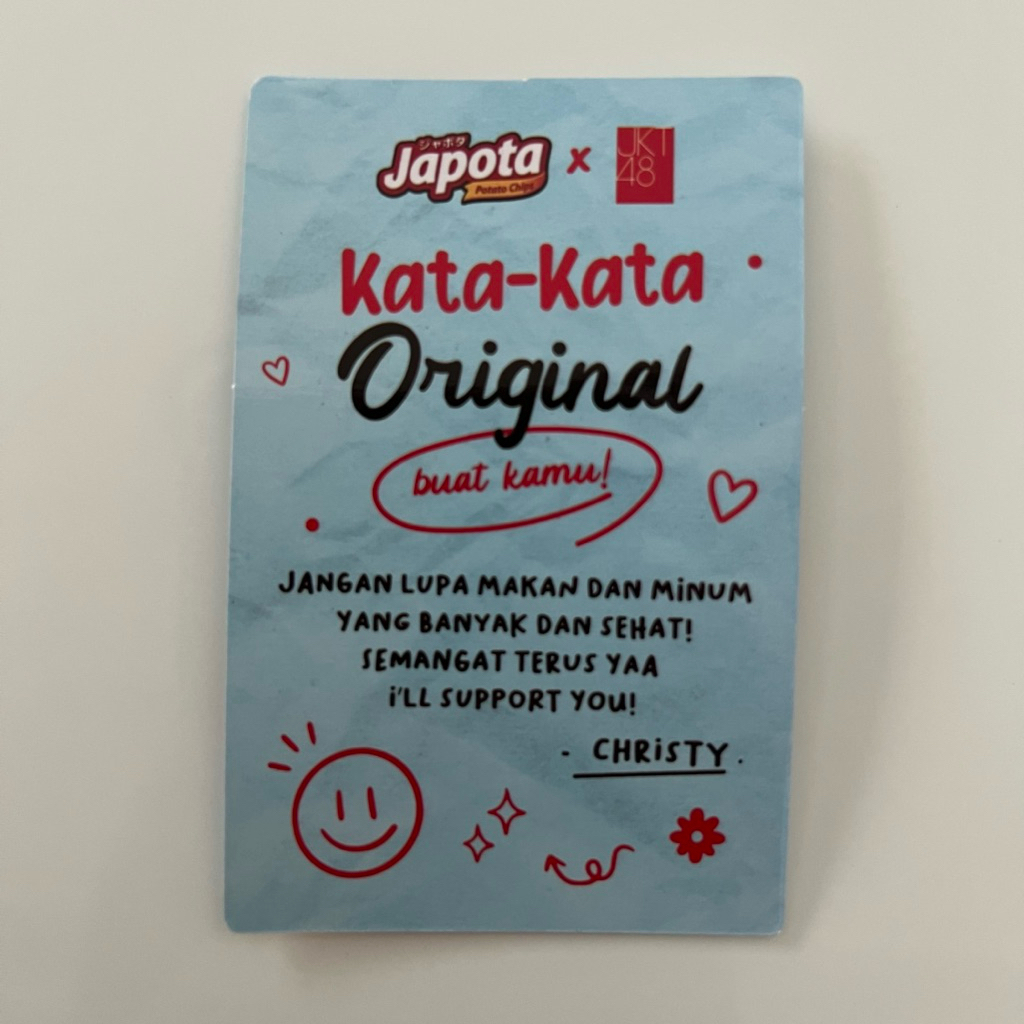 ジャポタ
Japota
Potato Chips
x
JKT
48
Kata-Kata
Original
buat kamu!
JANGAN LUPA MAKAN DAN MINUM
YANG BANYAK DAN SEHAT!
SEMANGAT TERUS YAA
i'LL SUPPORT YOU!
- CHRISTY.